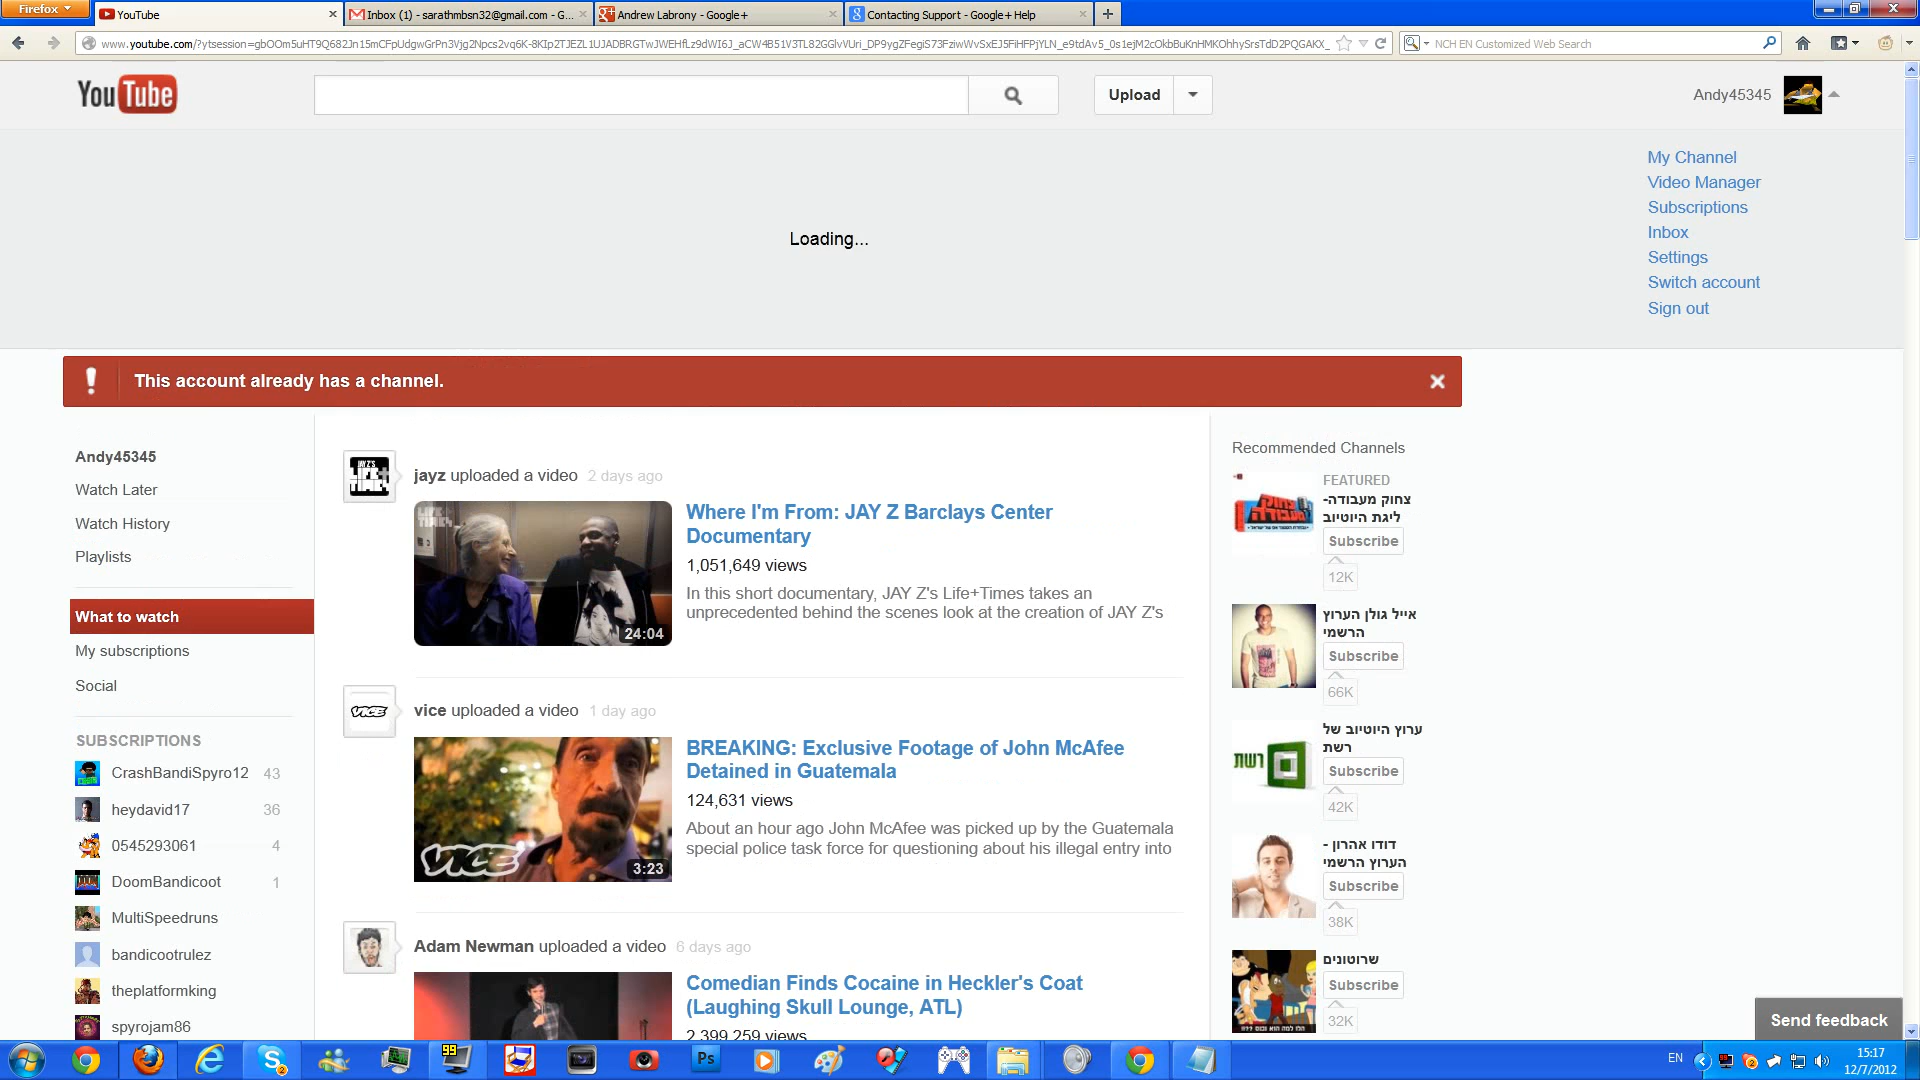 Firefox
YouTube
Inbox (1) - sarathmbsn32@gmail.com - G...
Andrew Labrony - Google+
Contacting Support - Google+ Help
NCH EN Customized Web Search
YouTube
Upload
Andy45345
My Channel
Video Manager
Subscriptions
Inbox
Settings
Switch account
Sign out
Loading...
This account already has a channel.
Andy45345
Watch Later
Watch History
Playlists
What to watch
My subscriptions
Social
SUBSCRIPTIONS
CrashBandiSpyro12 43
heydavid17 36
0545293061 4
DoomBandicoot 1
MultiSpeedruns
bandicootrulez
theplatformking
spyrojam86
jayz uploaded a video 2 days ago
24:04
Where I'm From: JAY Z Barclays Center
Documentary
1,051,649 views
In this short documentary, JAY Z's Life+Times takes an
unprecedented behind the scenes look at the creation of JAY Z's
VICE
vice uploaded a video 1 day ago
VICE
3:23
BREAKING: Exclusive Footage of John McAfee
Detained in Guatemala
124,631 views
About an hour ago John McAfee was picked up by the Guatemala
special police task force for questioning about his illegal entry into
Adam Newman uploaded a video 6 days ago
Comedian Finds Cocaine in Heckler's Coat
(Laughing Skull Lounge, ATL)
2,399,259 views
Recommended Channels
FEATURED
צחוק מעבודה-
ליגת היוטיוב
Subscribe
12K
אייל גולן הערוץ
הרשמי
Subscribe
66K
ערוץ היוטיוב של
רשת
רשת
Subscribe
42K
דודו אהרון -
הערוץ הרשמי
Subscribe
38K
שרוטונים
Subscribe
32K
Send feedback
99
Ps
EN
15:17
12/7/2012